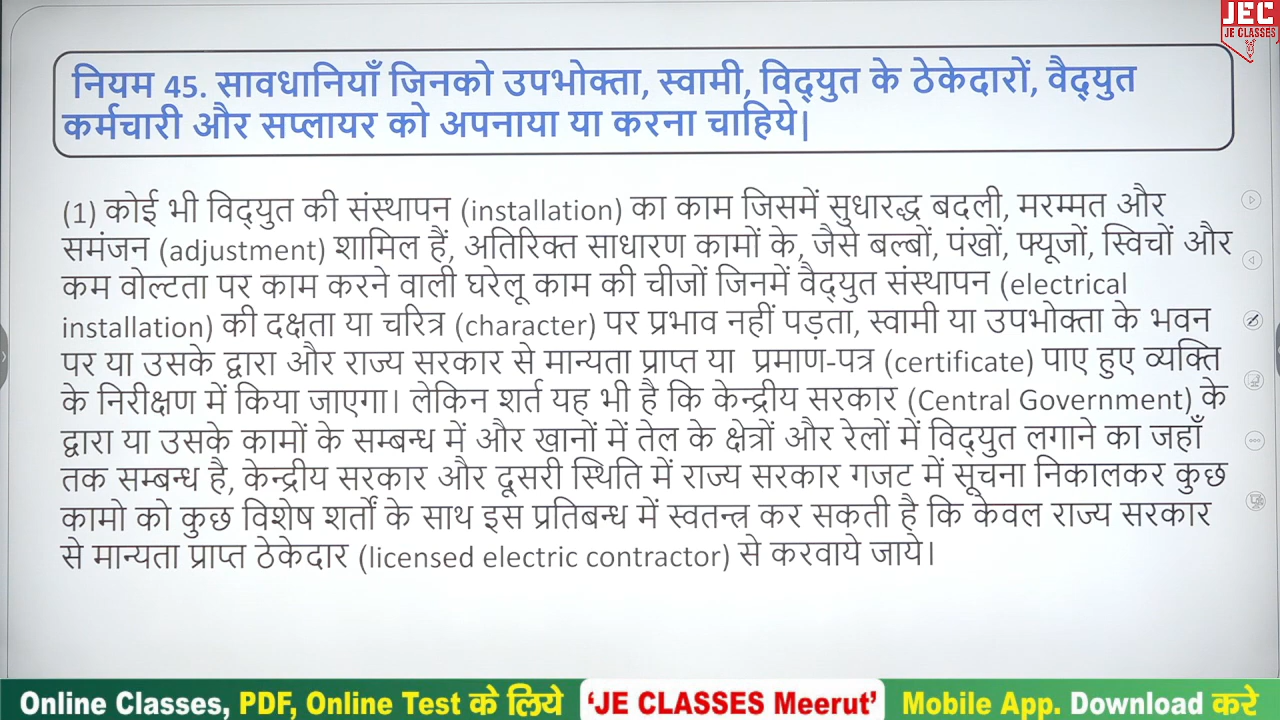 JEC
JE CLASSES
नियम 45. सावधानियाँ जिनको उपभोक्ता, स्वामी, विद्युत के ठेकेदारों, वैद्युत
कर्मचारी और सप्लायर को अपनाया या करना चाहिये|
(1) कोई भी विद्युत की संस्थापन (installation) का काम जिसमें सुधारद्ध बदली, मरम्मत और
समंजन (adjustment) शामिल हैं, अतिरिक्त साधारण कामों के, जैसे बल्बों, पंखों, फ्यूजों, स्विचों और
कम वोल्टता पर काम करने वाली घरेलू काम की चीजों जिनमें वैद्युत संस्थापन (electrical
installation) की दक्षता या चरित्र (character) पर प्रभाव नहीं पड़ता, स्वामी या उपभोक्ता के भवन
पर या उसके द्वारा और राज्य सरकार से मान्यता प्राप्त या प्रमाण-पत्र (certificate) पाए हुए व्यक्ति
के निरीक्षण में किया जाएगा। लेकिन शर्त यह भी है कि केन्द्रीय सरकार (Central Government) के
द्वारा या उसके कामों के सम्बन्ध में और खानों में तेल के क्षेत्रों और रेलों में विद्युत लगाने का जहाँ
तक सम्बन्ध है, केन्द्रीय सरकार और दूसरी स्थिति में राज्य सरकार गजट में सूचना निकालकर कुछ
कामो को कुछ विशेष शर्तों के साथ इस प्रतिबन्ध में स्वतन्त्र कर सकती है कि केवल राज्य सरकार
से मान्यता प्राप्त ठेकेदार (licensed electric contractor) से करवाये जाये।
Online Classes, PDF, Online Test के लिये 'JE CLASSES Meerut' Mobile App. Download करे